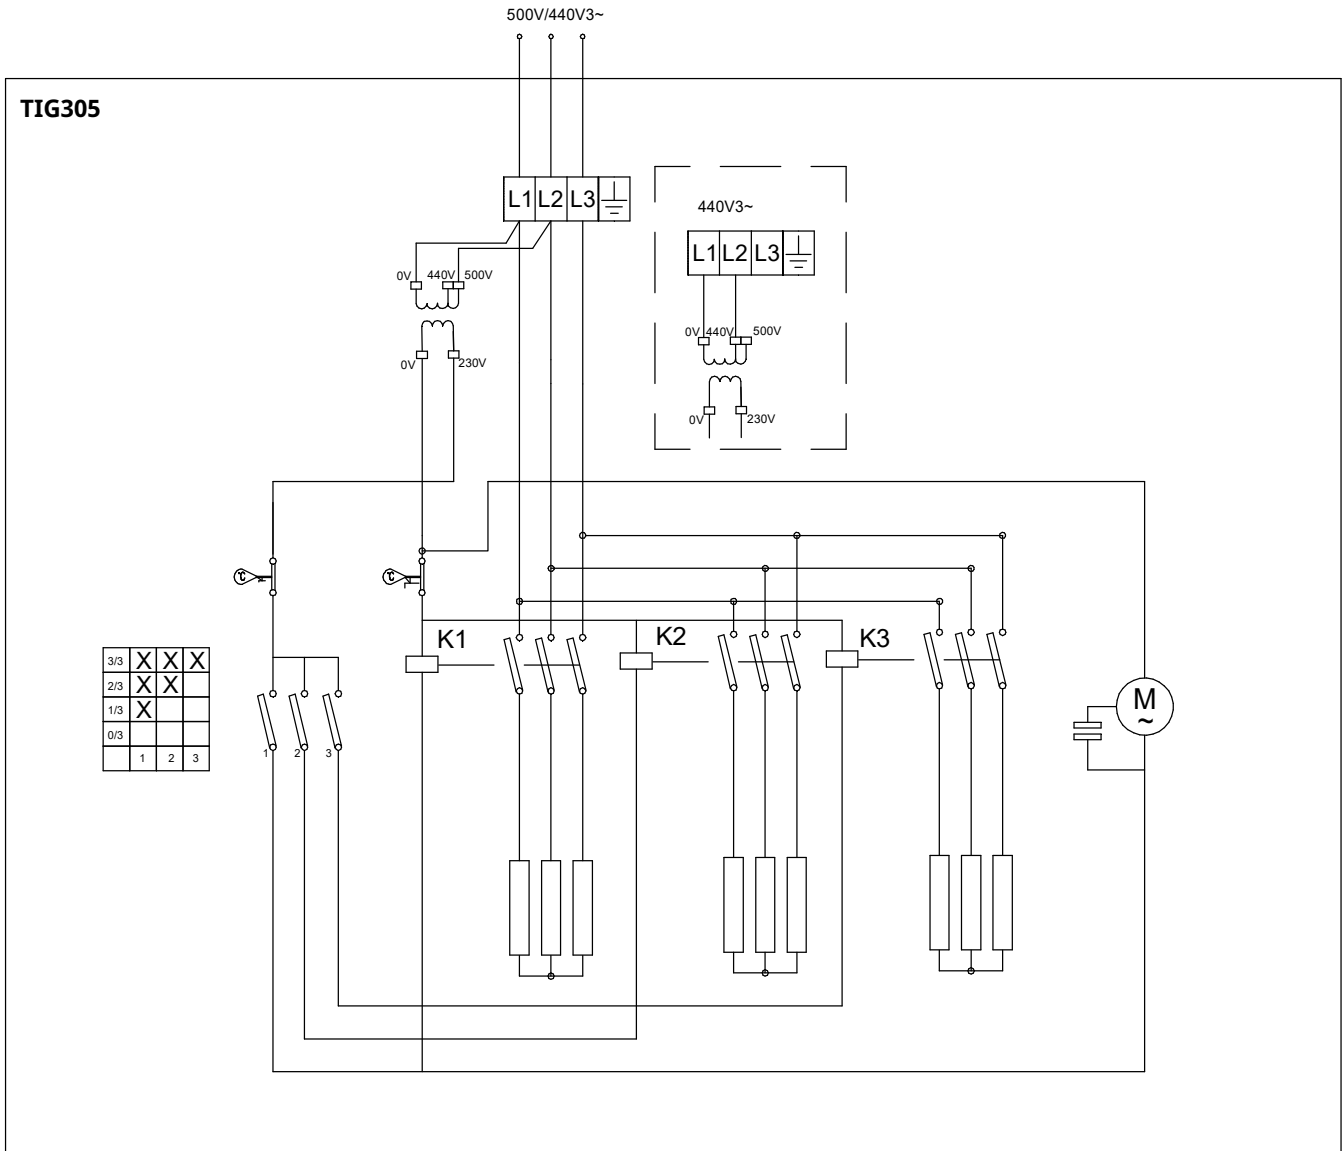 500V/440V3~
TIG305
L1 L2 L3
440V3~
L1 L2 L3
0V 440V 500V
0V 440V 500V
0V 230V
0V 230V
K1 K2 K3
3/3 X X X
2/3 X X
1/3 X
0/3
1 2 3
1 2 3
M
~